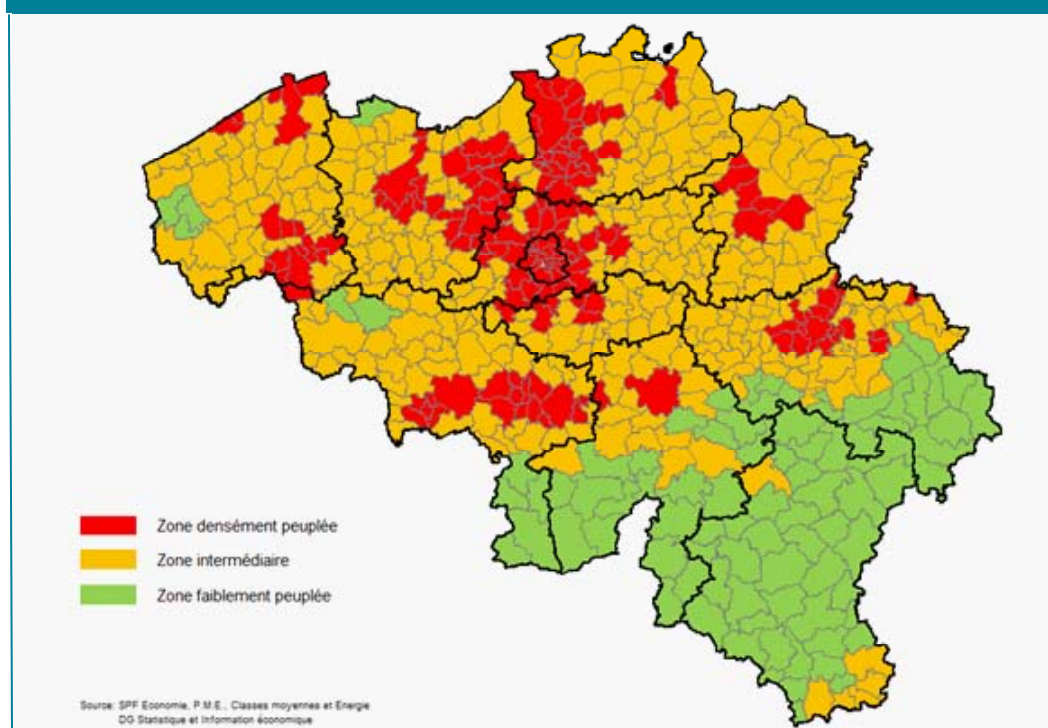 Zone densément peuplée
Zone intermédiaire
Zone faiblement peuplée
Source: SPF Economie, P.M.E., Classes moyennes et Energie
DG Statistique et Information économique